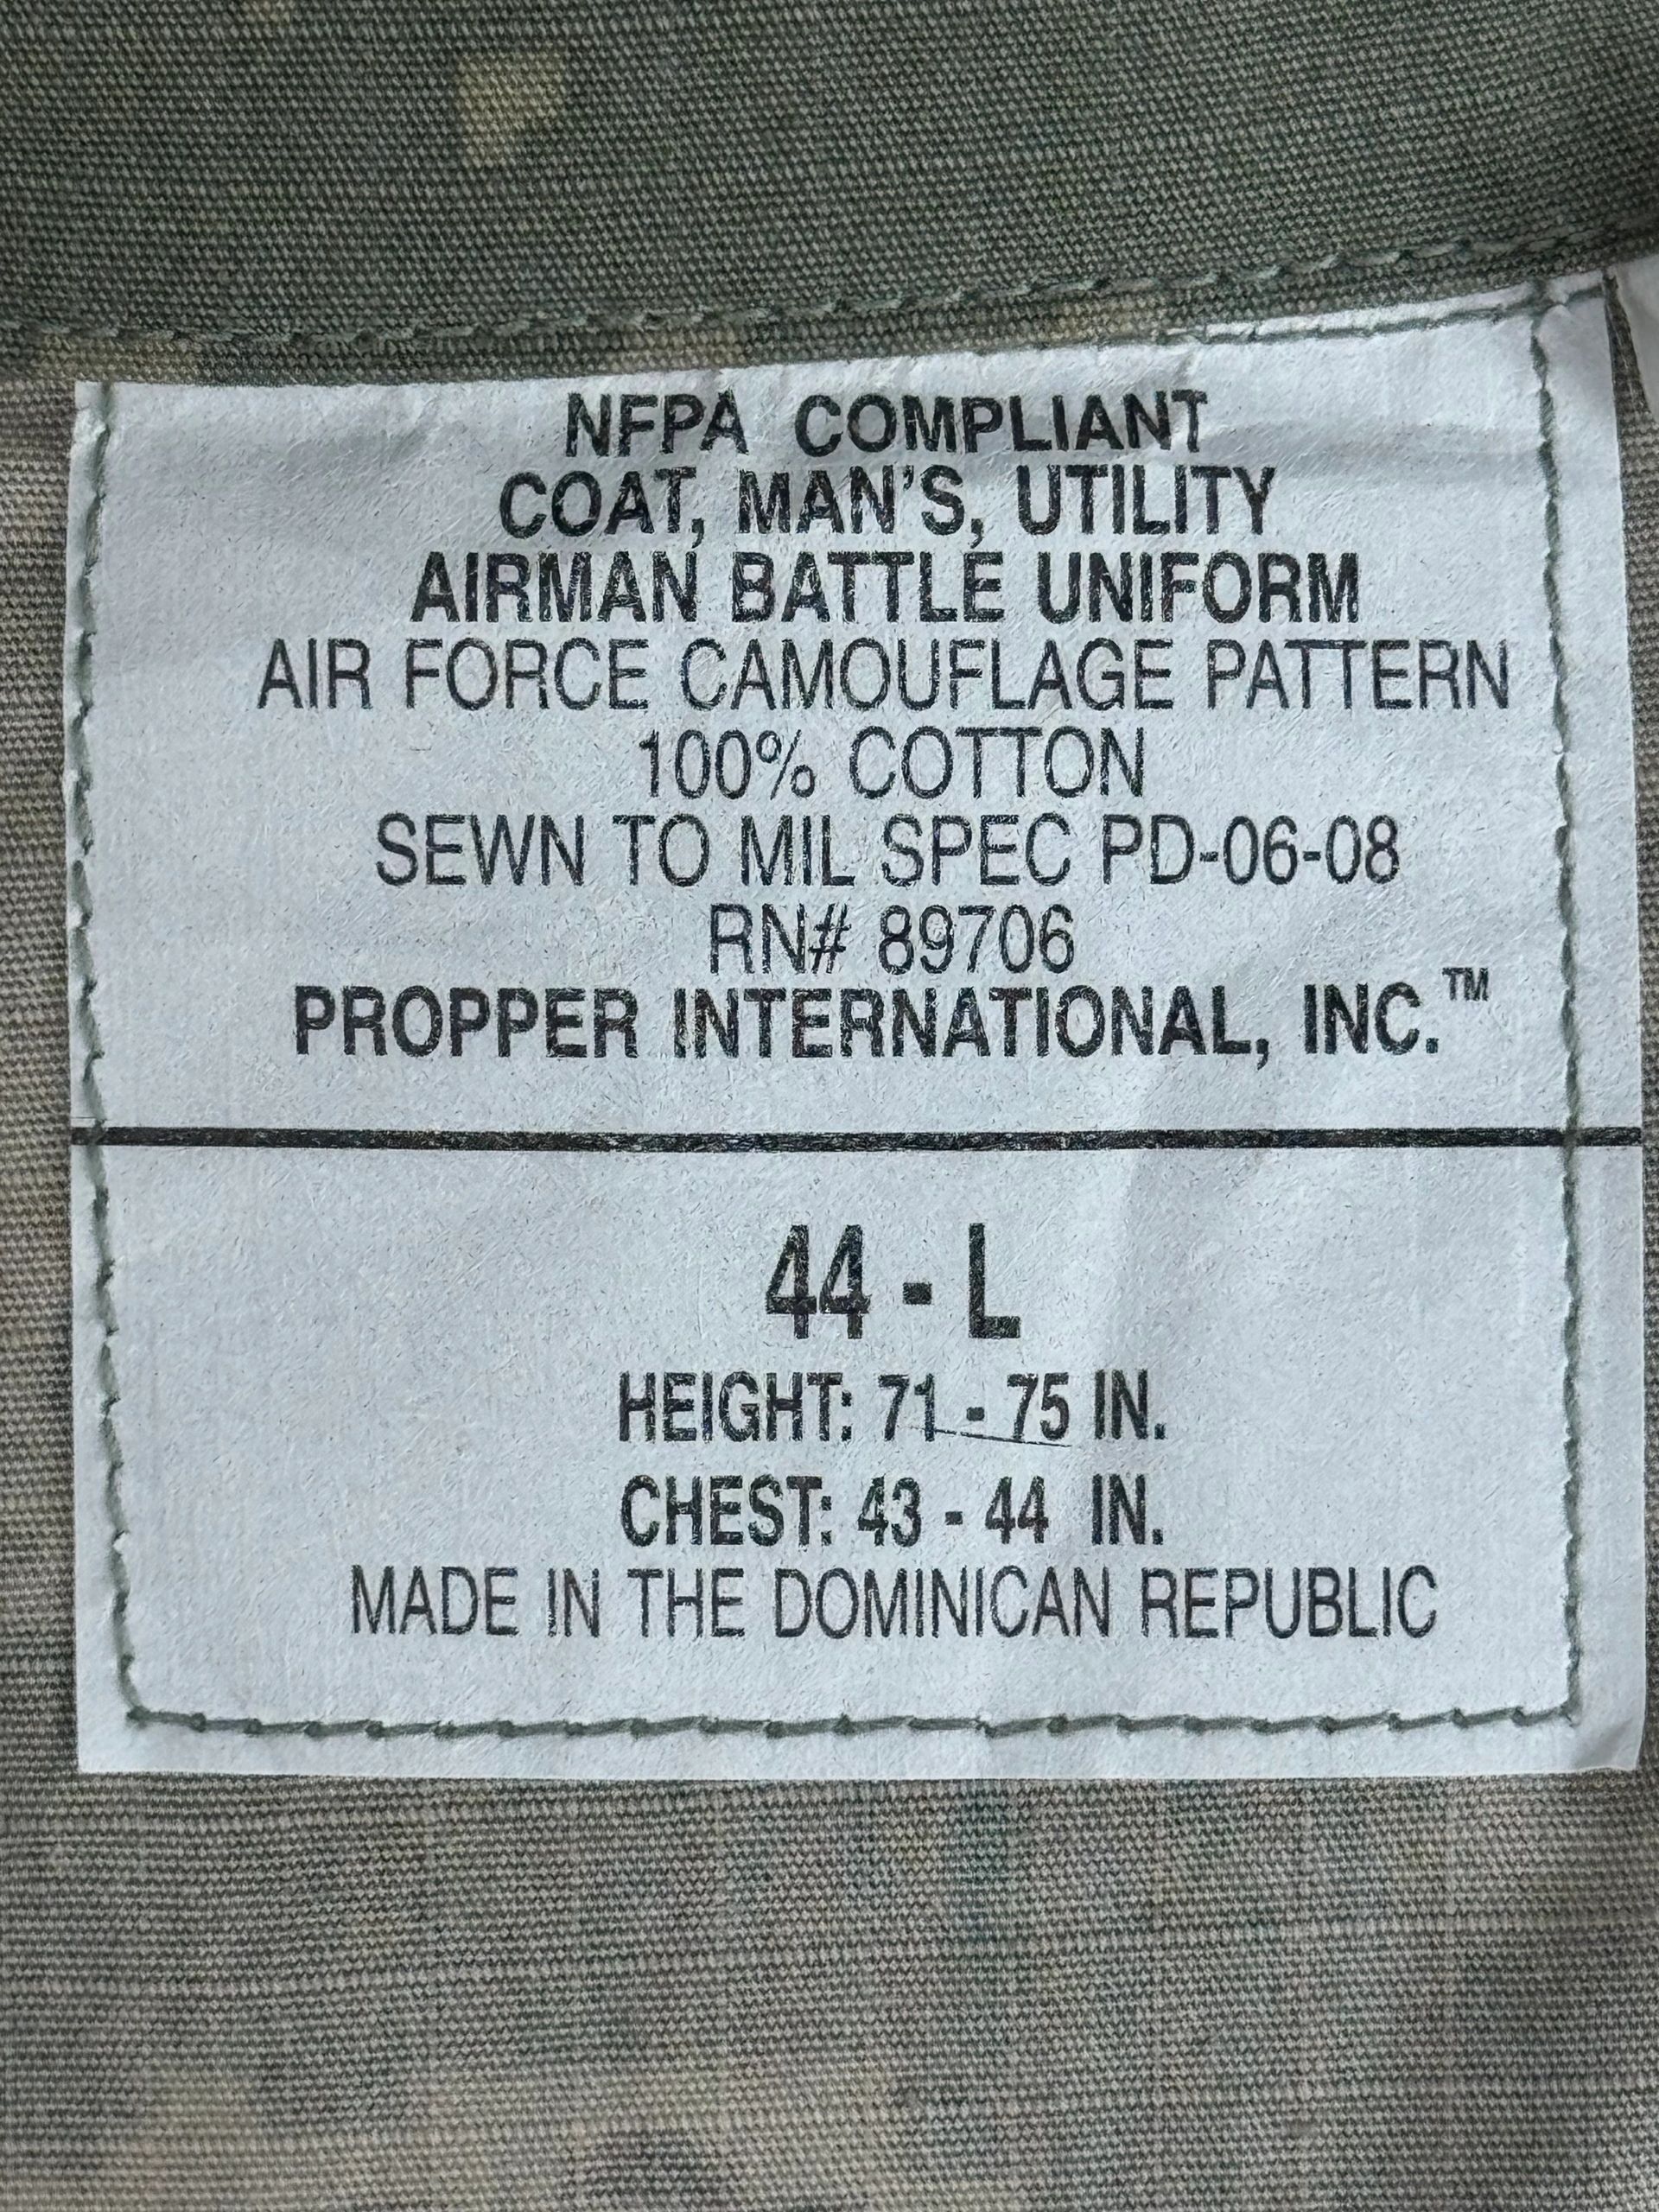 NFPA COMPLIANT
COAT, MAN'S, UTILITY
AIRMAN BATTLE UNIFORM
AIR FORCE CAMOUFLAGE PATTERN
100% COTTON
SEWN TO MIL SPEC PD-06-08
RN# 89706
PROPPER INTERNATIONAL, INC.™
44 - L
HEIGHT: 71 - 75 IN.
CHEST: 43 - 44 IN.
MADE IN THE DOMINICAN REPUBLIC